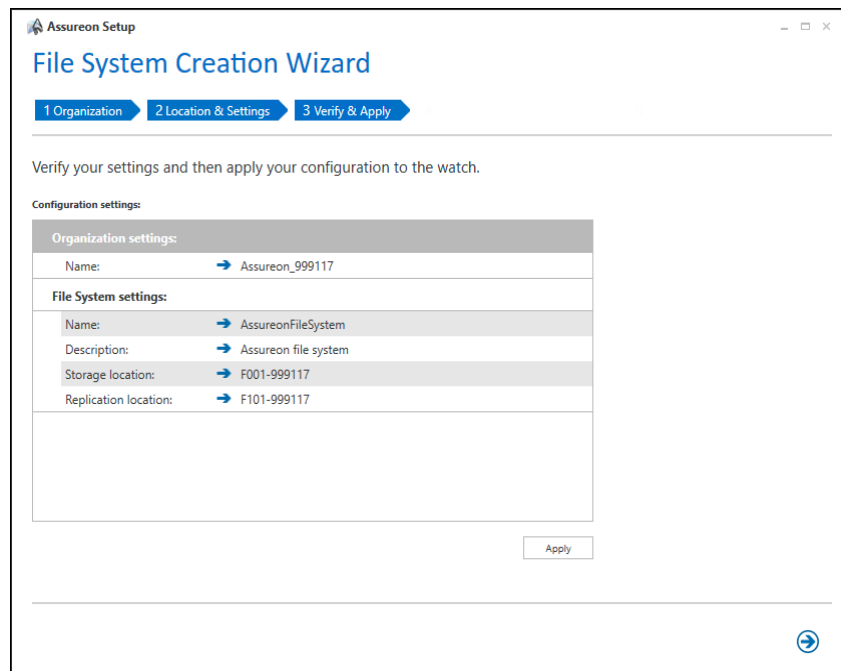 Assureon Setup
File System Creation Wizard
1 Organization 2 Location & Settings 3 Verify & Apply
Verify your settings and then apply your configuration to the watch.
Configuration settings:
Organization settings:
Name: Assureon_999117
File System settings:
Name: AssureonFileSystem
Description: Assureon file system
Storage location: F001-999117
Replication location: F101-999117
Apply